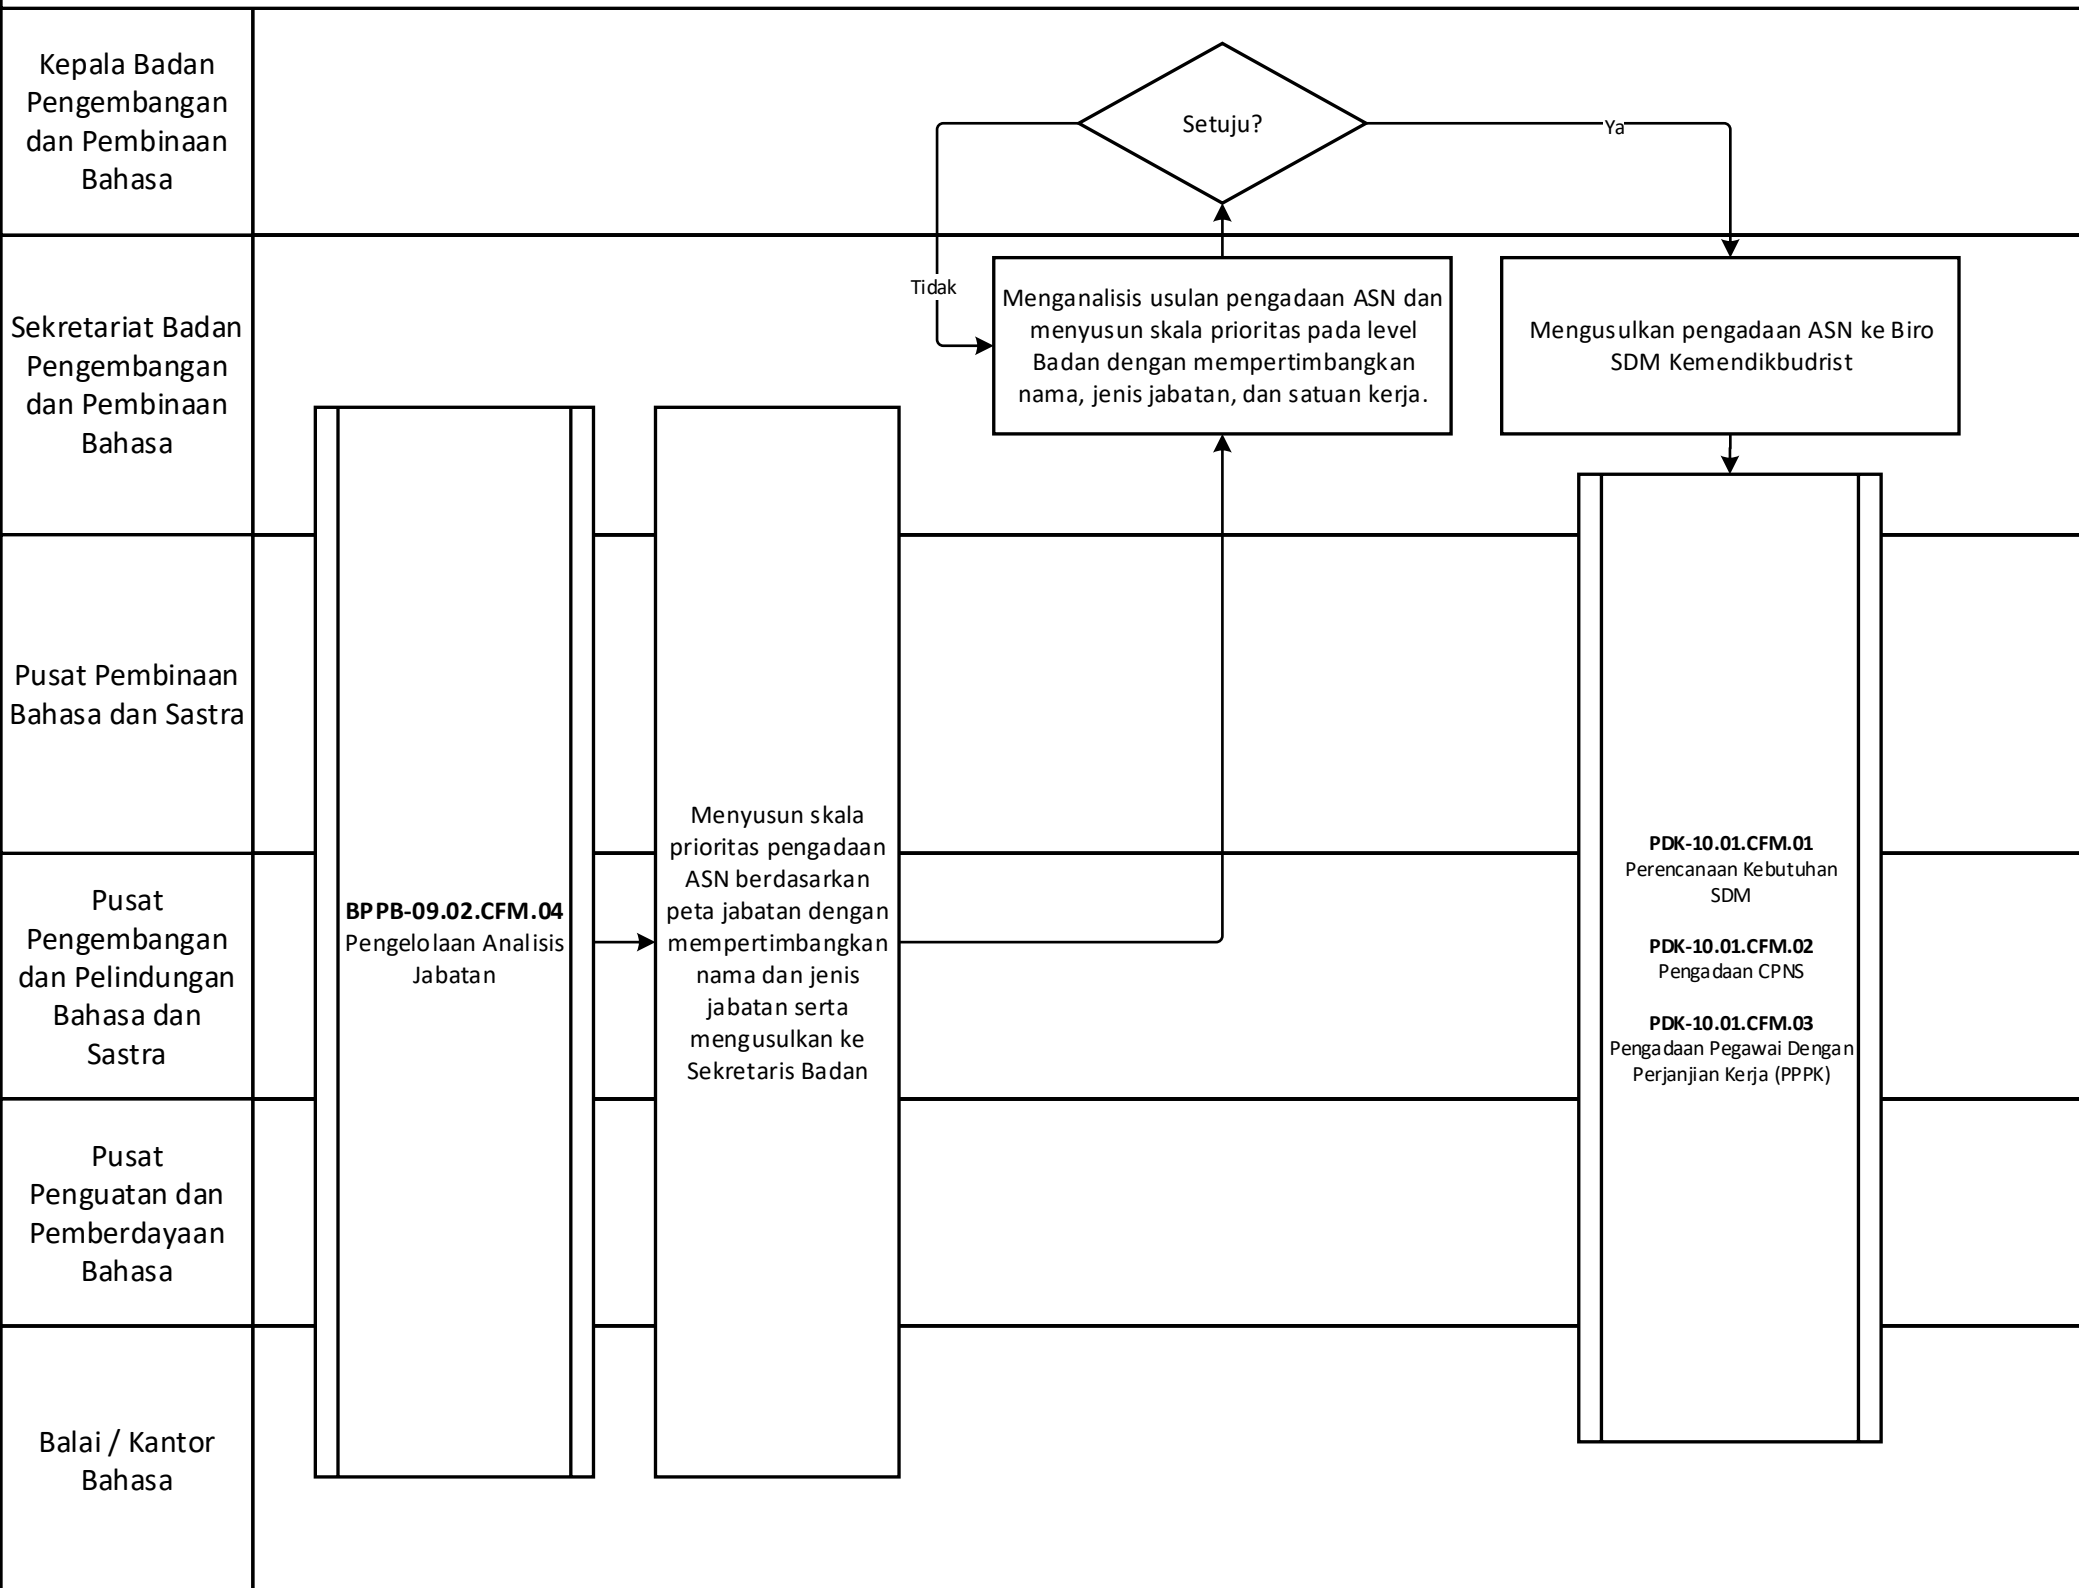 Kepala Badan
Pengembangan
dan Pembinaan
Bahasa
Setuju?
Ya
Tidak
Sekretariat Badan
Pengembangan
dan Pembinaan
Bahasa
Menganalisis usulan pengadaan ASN dan
menyusun skala prioritas pada level
Badan dengan mempertimbangkan
nama, jenis jabatan, dan satuan kerja.
Mengusulkan pengadaan ASN ke Biro
SDM Kemendikbudrist
Pusat Pembinaan
Bahasa dan Sastra
Pusat
Pengembangan
dan Pelindungan
Bahasa dan
Sastra
BPPB-09.02.CFM.04
Pengelolaan Analisis
Jabatan
Menyusun skala
prioritas pengadaan
ASN berdasarkan
peta jabatan dengan
mempertimbangkan
nama dan jenis
jabatan serta
mengusulkan ke
Sekretaris Badan
PDK-10.01.CFM.01
Perencanaan Kebutuhan
SDM
PDK-10.01.CFM.02
Pengadaan CPNS
PDK-10.01.CFM.03
Pengadaan Pegawai Dengan
Perjanjian Kerja (PPPK)
Pusat
Penguatan dan
Pemberdayaan
Bahasa
Balai / Kantor
Bahasa